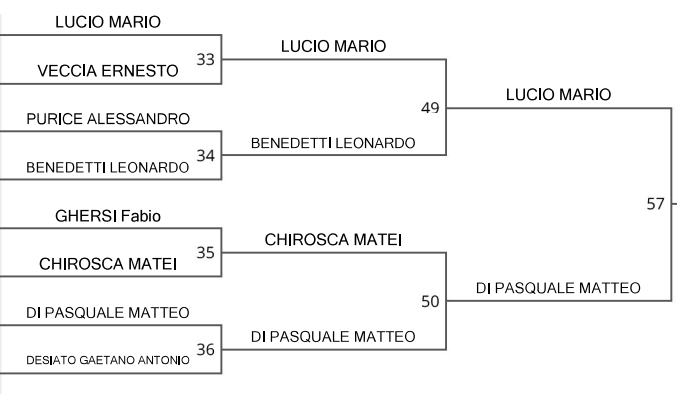 LUCIO MARIO
33
VECCIA ERNESTO
PURICE ALESSANDRO
34
BENEDETTI LEONARDO
GHERSI Fabio
35
CHIROSCA MATEI
DI PASQUALE MATTEO
36
DESIATO GAETANO ANTONIO
LUCIO MARIO
49
BENEDETTI LEONARDO
CHIROSCA MATEI
50
DI PASQUALE MATTEO
LUCIO MARIO
57
DI PASQUALE MATTEO